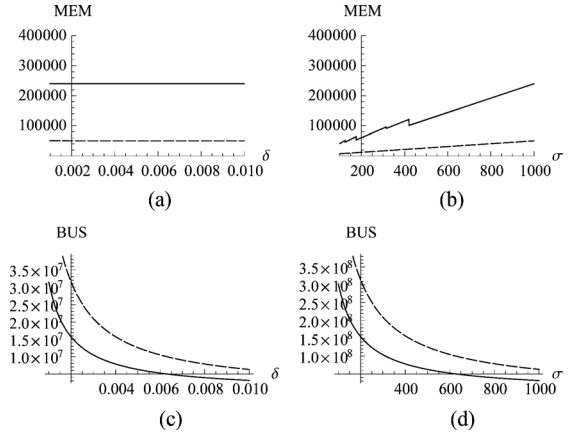 MEM
400000
300000
200000
100000
0.002 0.004 0.006 0.008 0.010 δ
(a)
MEM
400000
300000
200000
100000
200 400 600 800 1000 σ
(b)
BUS
3.5×10^7
3.0×10^7
2.5×10^7
2.0×10^7
1.5×10^7
1.0×10^7
0.004 0.006 0.008 0.010 δ
(c)
BUS
3.5×10^8
3.0×10^8
2.5×10^8
2.0×10^8
1.5×10^8
1.0×10^8
400 600 800 1000 σ
(d)